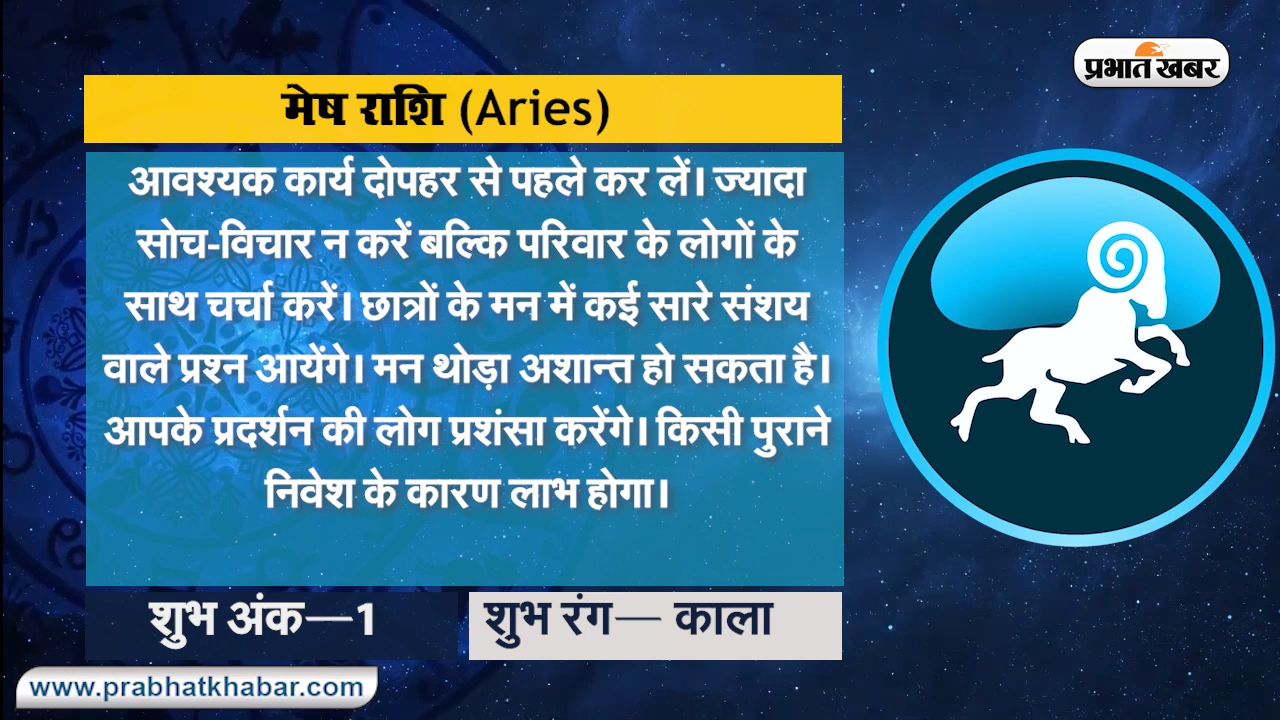 प्रभात खबर
मेष राशि (Aries)
आवश्यक कार्य दोपहर से पहले कर लें। ज्यादा
सोच-विचार न करें बल्कि परिवार के लोगों के
साथ चर्चा करें। छात्रों के मन में कई सारे संशय
वाले प्रश्न आयेंगे। मन थोड़ा अशान्त हो सकता है।
आपके प्रदर्शन की लोग प्रशंसा करेंगे। किसी पुराने
निवेश के कारण लाभ होगा।
शुभ अंक—1
शुभ रंग— काला
www.prabhatkhabar.com